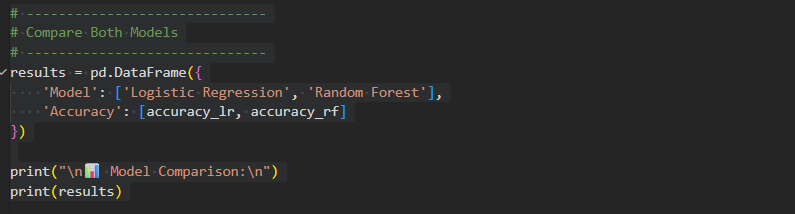 # ------------------------------
# Compare Both Models
# ------------------------------
results = pd.DataFrame({
    'Model': ['Logistic Regression', 'Random Forest'],
    'Accuracy': [accuracy_lr, accuracy_rf]
})
print("\n📊 Model Comparison:\n")
print(results)